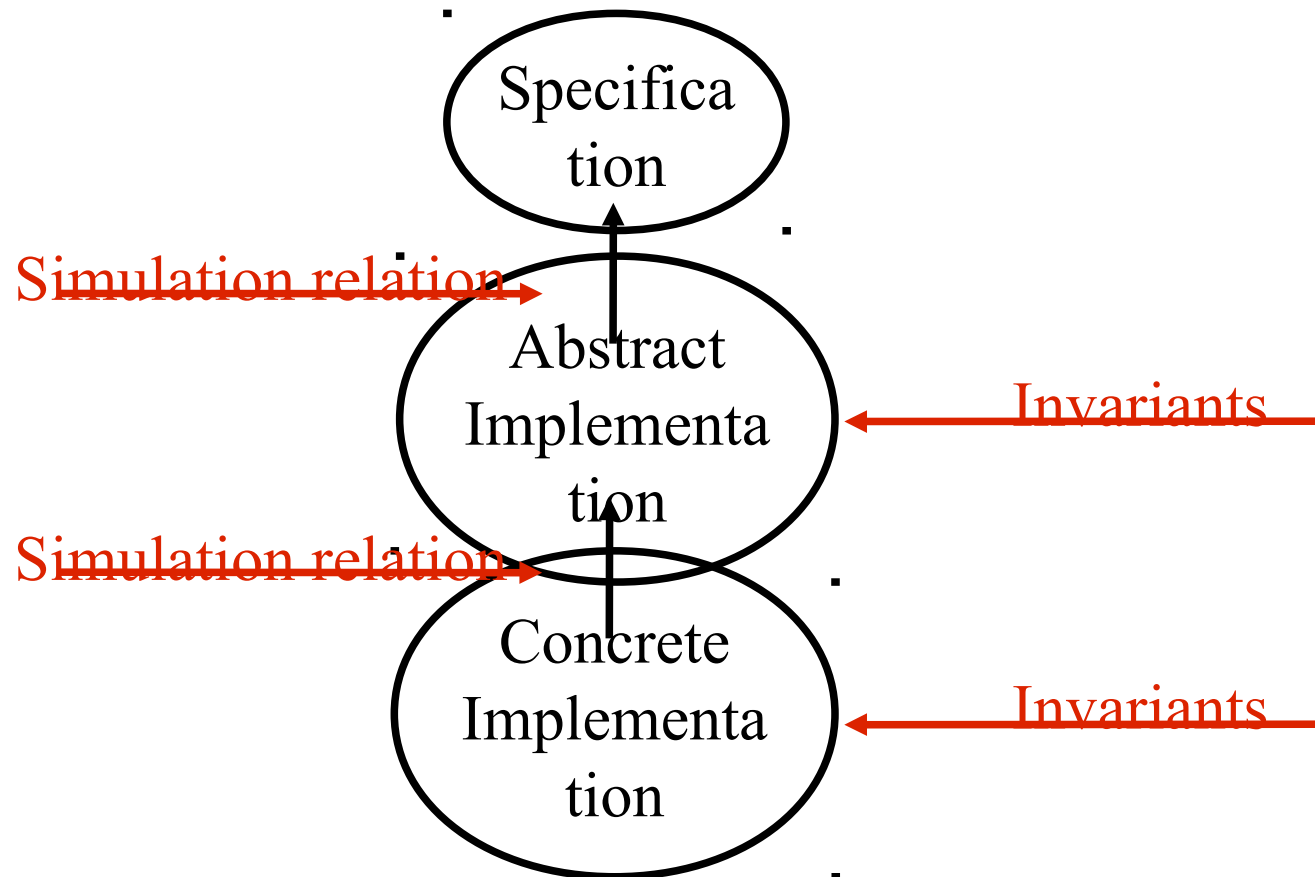 Specifica
tion
Simulation relation
Abstract
Implementa
tion
Invariants
Simulation relation
Concrete
Implementa
tion
Invariants